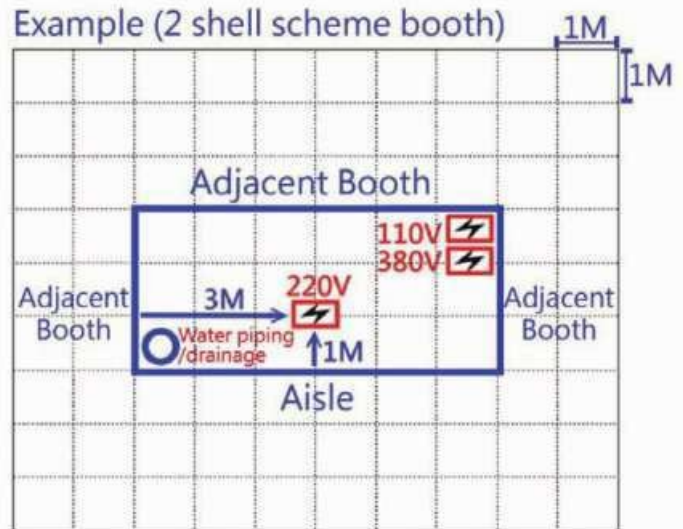 Example (2 shell scheme booth)
1M
1M
Adjacent Booth
110V
380V
220V
Adjacent
Booth
3M
Adjacent
Booth
Water piping
/drainage
1M
Aisle